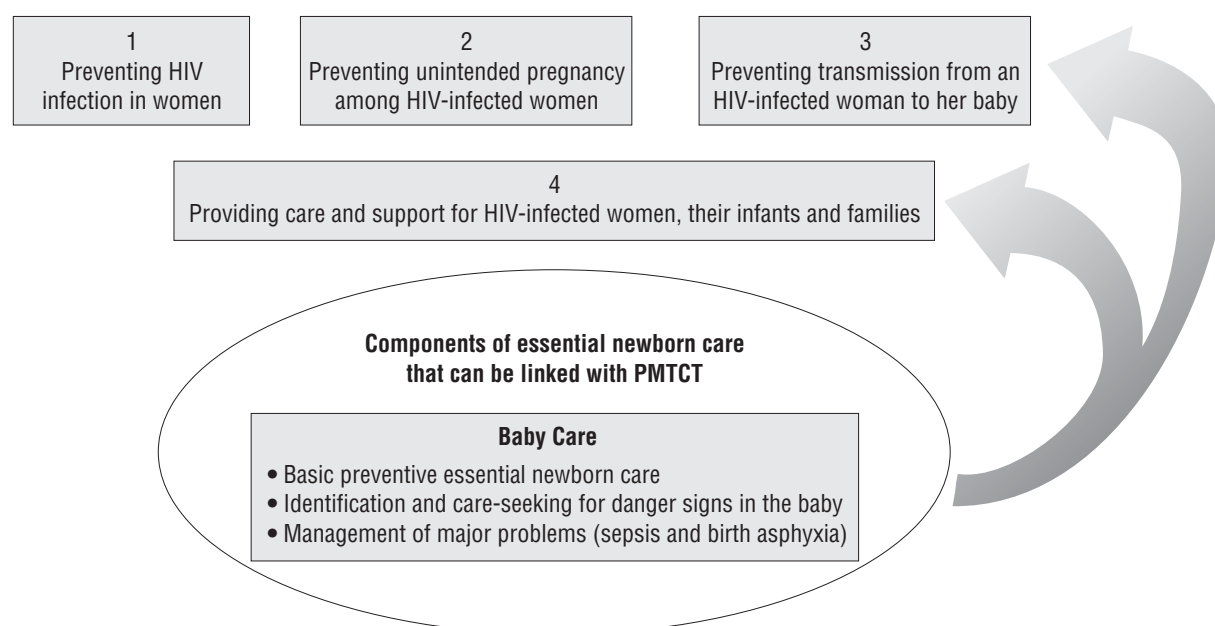 1
Preventing HIV
infection in women
2
Preventing unintended pregnancy
among HIV-infected women
3
Preventing transmission from an
HIV-infected woman to her baby
4
Providing care and support for HIV-infected women, their infants and families
Components of essential newborn care
that can be linked with PMTCT
Baby Care
• Basic preventive essential newborn care
• Identification and care-seeking for danger signs in the baby
• Management of major problems (sepsis and birth asphyxia)